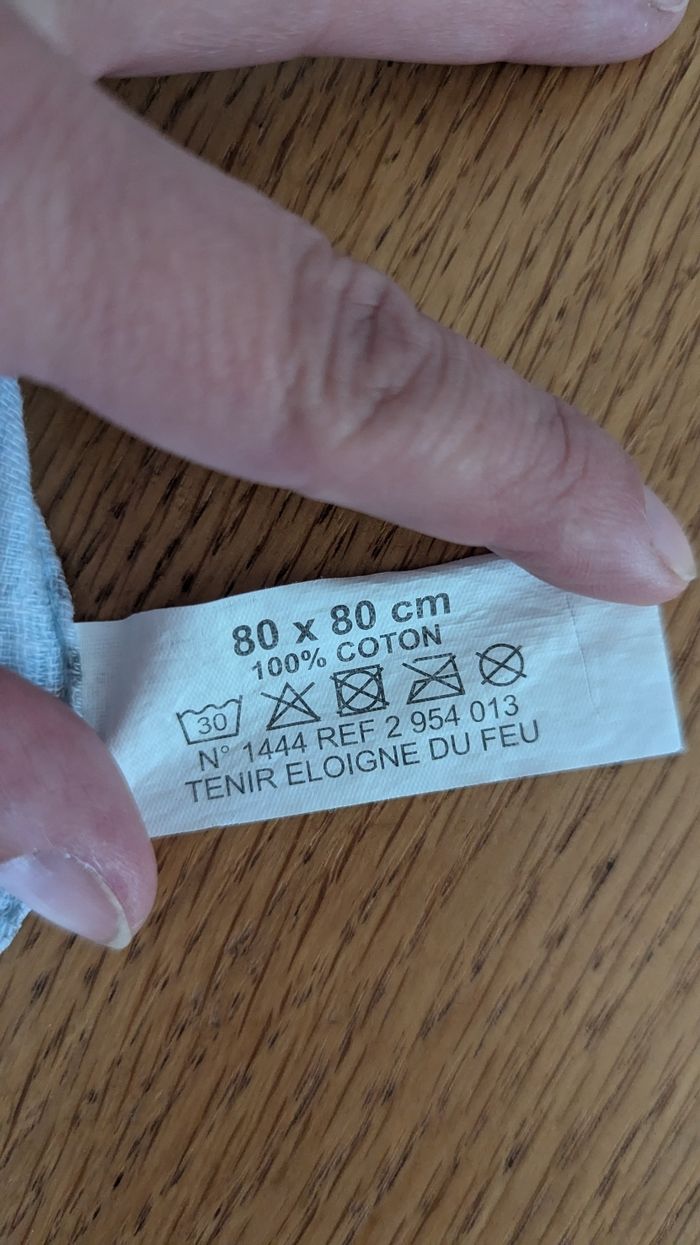 80 x 80 cm
100% COTON
30
N° 1444 REF 2 954 013
TENIR ELOIGNE DU FEU